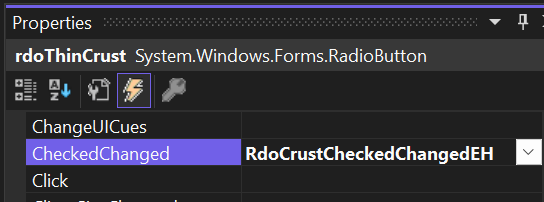 Properties
rdoThinCrust System.Windows.Forms.RadioButton
ChangeUICues
CheckedChanged RdoCrustCheckedChangedEH
Click